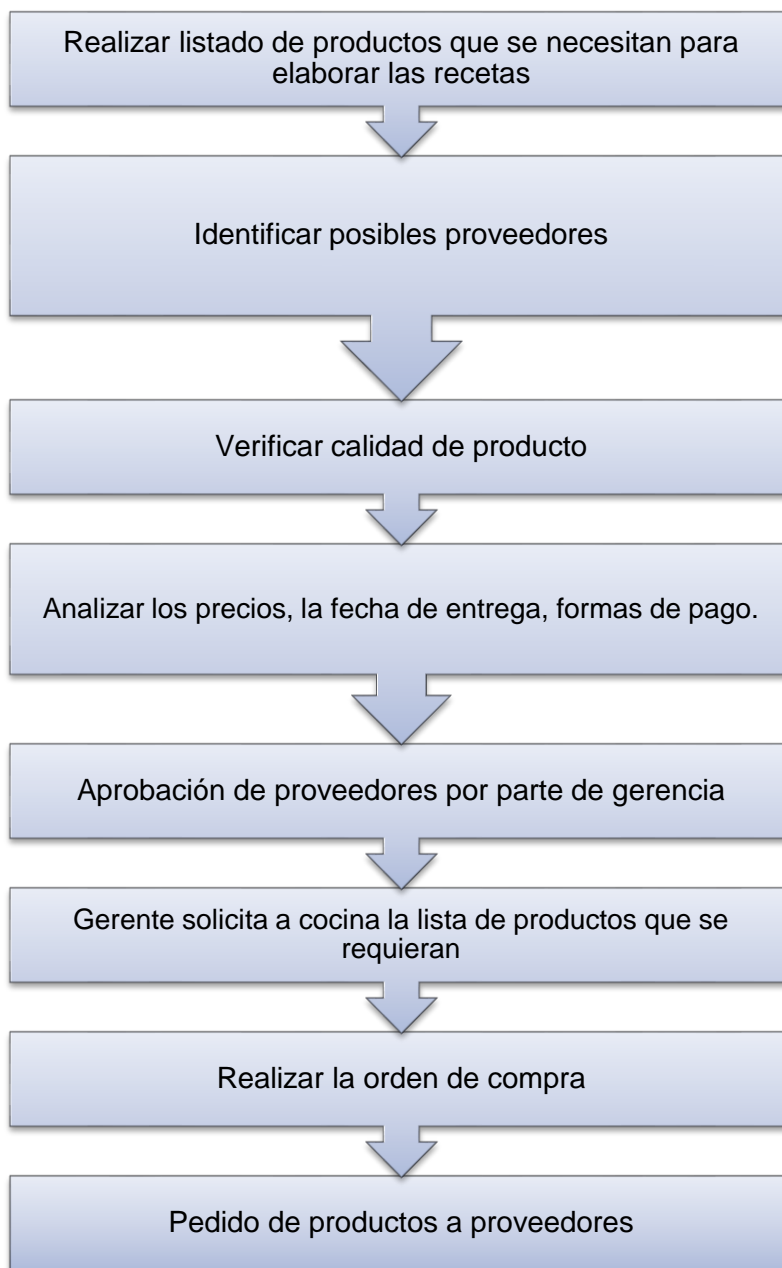 Realizar listado de productos que se necesitan para
elaborar las recetas
Identificar posibles proveedores
Verificar calidad de producto
Analizar los precios, la fecha de entrega, formas de pago.
Aprobación de proveedores por parte de gerencia
Gerente solicita a cocina la lista de productos que se
requieran
Realizar la orden de compra
Pedido de productos a proveedores